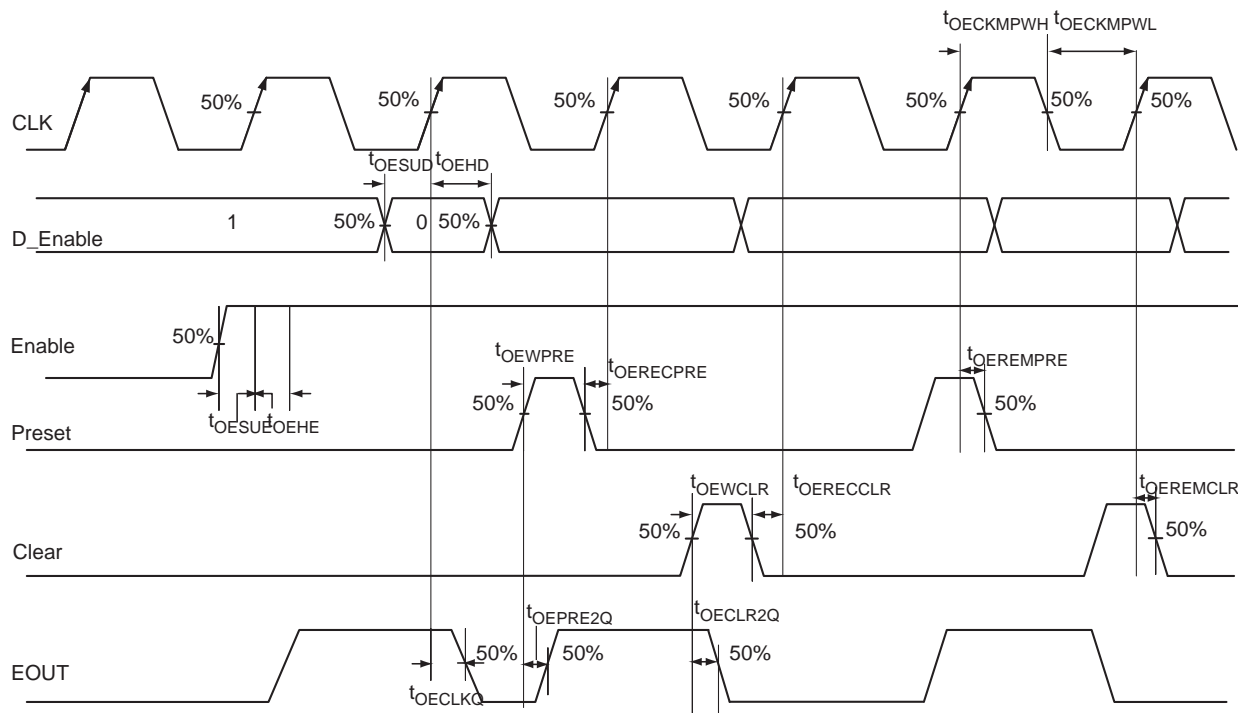 tOECKMPWH tOECKMPWL
50% 50% 50% 50% 50% 50% 50%
CLK
tOESUD tOEHD
1 50% 0 50%
D_Enable
50%
Enable
tOESUE tOEHE
tOEWPRE tOERECPRE tOEREMPRE
50% 50% 50%
Preset
tOEWCLR tOERECCLR tOEREMCLR
50% 50% 50%
Clear
tOEPRE2Q tOECLR2Q
50% 50% 50%
EOUT
tOECLKQ